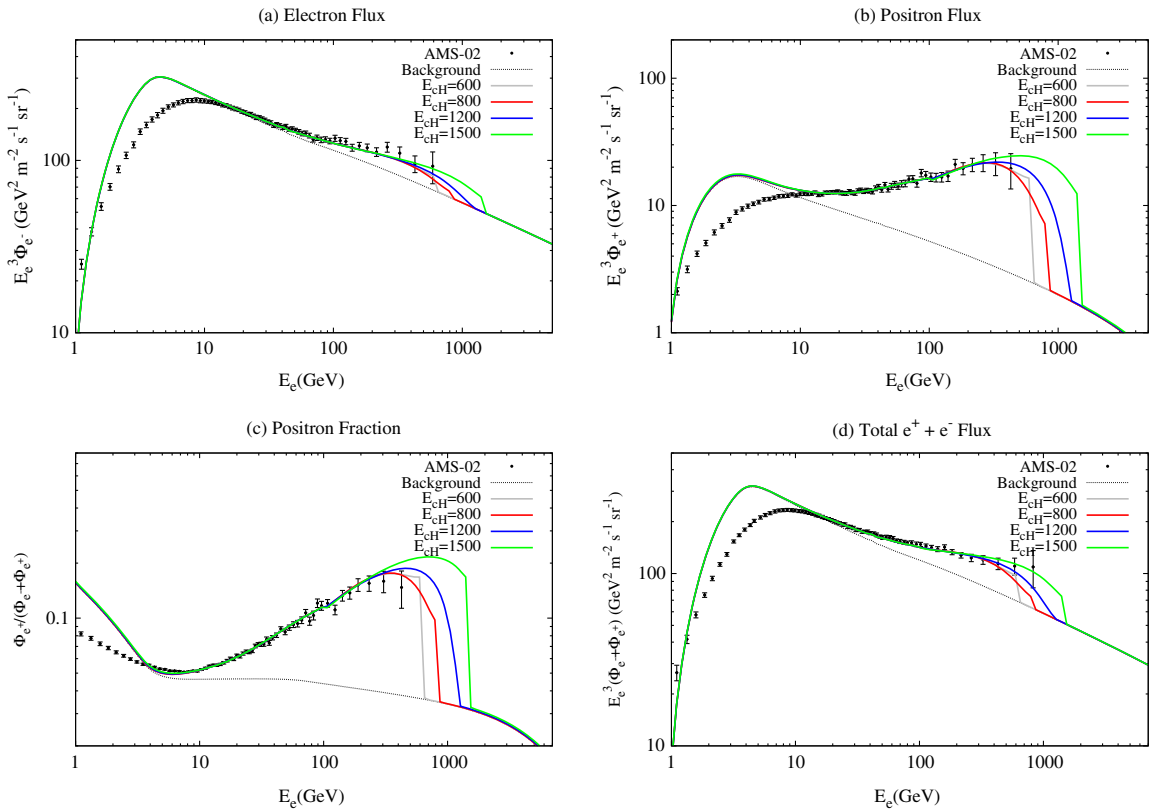 (a) Electron Flux
E_e^3 Φ_e- (GeV^2 m^-2 s^-1 sr^-1)
100
10
AMS-02
Background
E_cH=600
E_cH=800
E_cH=1200
E_cH=1500
1 10 100 1000
E_e(GeV)
(b) Positron Flux
E_e^3 Φ_e+ (GeV^2 m^-2 s^-1 sr^-1)
100
10
1
AMS-02
Background
E_cH=600
E_cH=800
E_cH=1200
E_cH=1500
1 10 100 1000
E_e(GeV)
(c) Positron Fraction
Φ_e+/(Φ_e-+Φ_e+)
0.1
AMS-02
Background
E_cH=600
E_cH=800
E_cH=1200
E_cH=1500
1 10 100 1000
E_e(GeV)
(d) Total e^+ + e^- Flux
E_e^3(Φ_e-+Φ_e+) (GeV^2 m^-2 s^-1 sr^-1)
100
10
AMS-02
Background
E_cH=600
E_cH=800
E_cH=1200
E_cH=1500
1 10 100 1000
E_e(GeV)